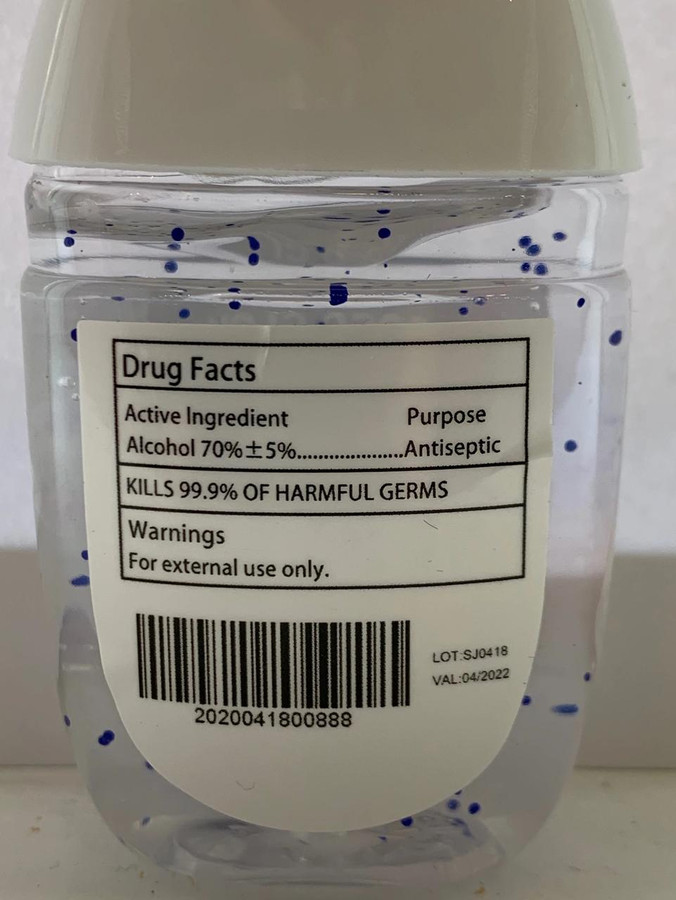 Drug Facts
Active Ingredient Purpose
Alcohol 70%±5%.....................Antiseptic
KILLS 99.9% OF HARMFUL GERMS
Warnings
For external use only.
LOT:SJ0418
VAL:04/2022
2020041800888